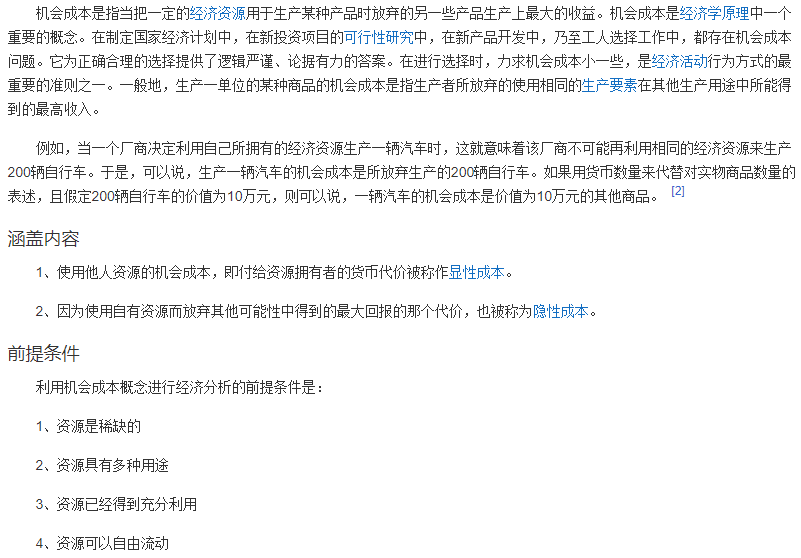 机会成本是指当把一定的经济资源用于生产某种产品时放弃的另一些产品生产上最大的收益。机会成本是经济学原理中一个
重要的概念。在制定国家经济计划中，在新投资项目的可行性研究中，在新产品开发中，乃至工人选择工作中，都存在机会成本
问题。它为正确合理的选择提供了逻辑严谨、论据有力的答案。在进行选择时，力求机会成本小一些，是经济活动行为方式的最
重要的准则之一。一般地，生产一单位的某种商品的机会成本是指生产者所放弃的使用相同的生产要素在其他生产用途中所能得
到的最高收入。
例如，当一个厂商决定利用自己所拥有的经济资源生产一辆汽车时，这就意味着该厂商不可能再利用相同的经济资源来生产
200辆自行车。于是，可以说，生产一辆汽车的机会成本是所放弃生产的200辆自行车。如果用货币数量来代替对实物商品数量的
表述，且假定200辆自行车的价值为10万元，则可以说，一辆汽车的机会成本是价值为10万元的其他商品。 [2]
涵盖内容
1、使用他人资源的机会成本，即付给资源拥有者的货币代价被称作显性成本。
2、因为使用自有资源而放弃其他可能性中得到的最大回报的那个代价，也被称为隐性成本。
前提条件
利用机会成本概念进行经济分析的前提条件是：
1、资源是稀缺的
2、资源具有多种用途
3、资源已经得到充分利用
4、资源可以自由流动